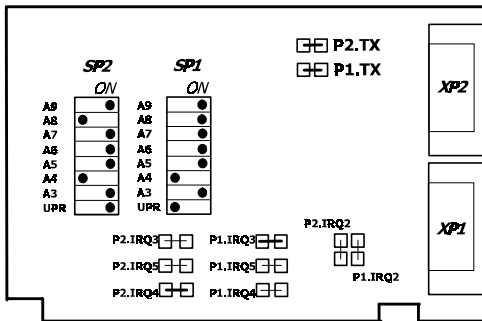 P2.TX
P1.TX
SP2 SP1
ON ON
XP2
A9 A9
A8 A8
A7 A7
A6 A6
A5 A5
A4 A4
A3 A3
UPR UPR
XP1
P2.IRQ2
P2.IRQ3 P1.IRQ3
P2.IRQ5 P1.IRQ5
P1.IRQ2
P2.IRQ4 P1.IRQ4